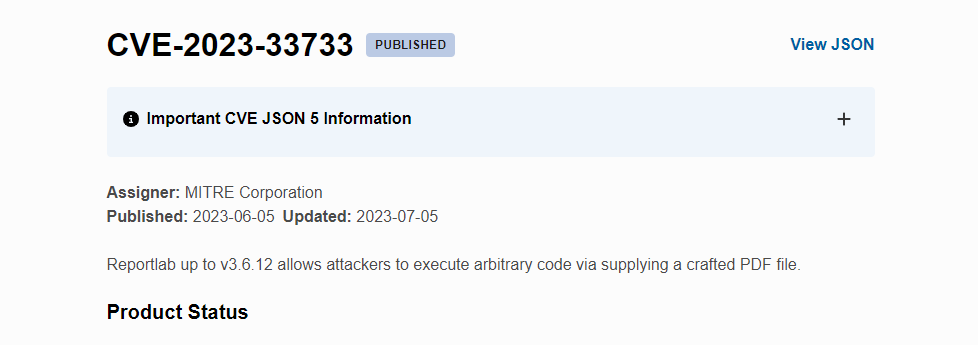 CVE-2023-33733 PUBLISHED View JSON
Important CVE JSON 5 Information
Assigner: MITRE Corporation
Published: 2023-06-05 Updated: 2023-07-05
Reportlab up to v3.6.12 allows attackers to execute arbitrary code via supplying a crafted PDF file.
Product Status